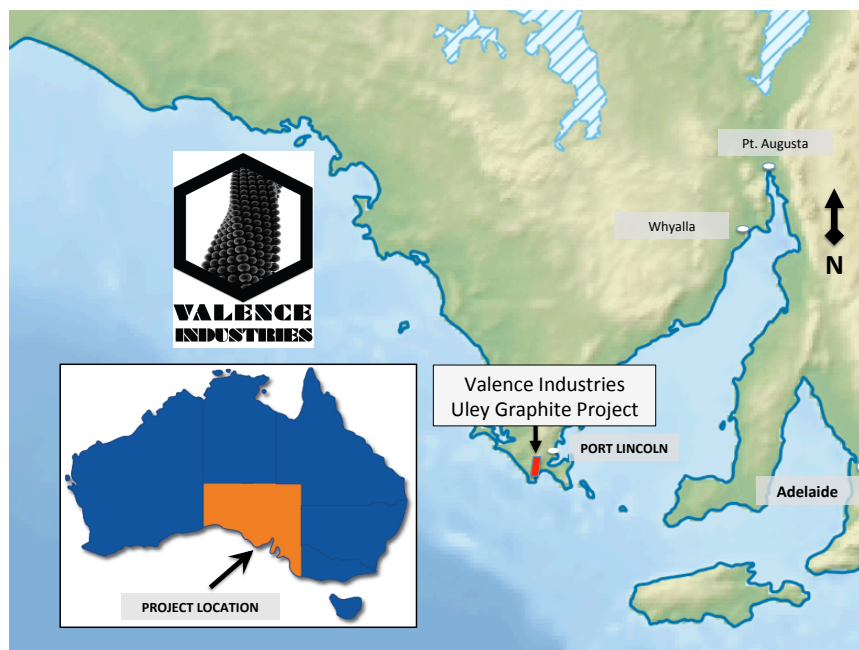 Pt. Augusta
Whyalla
N
VALENCE
INDUSTRIES
Valence Industries
Uley Graphite Project
PORT LINCOLN
Adelaide
PROJECT LOCATION